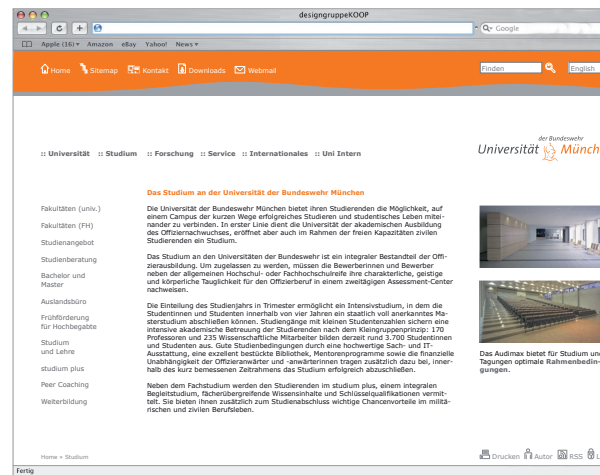 designgruppeKOOP
Google
Apple (16) Amazon eBay Yahoo! News
Home Sitemap Kontakt Downloads Webmail
Finden English
der Bundeswehr
Universität Münch
:: Universität :: Studium :: Forschung :: Service :: Internationales :: Uni Intern
Das Studium an der Universität der Bundeswehr München
Fakultäten (univ.)
Fakultäten (FH)
Studienangebot
Studienberatung
Bachelor und
Master
Auslandsbüro
Frühförderung
für Hochbegabte
Studium
und Lehre
studium plus
Peer Coaching
Weiterbildung
Die Universität der Bundeswehr München bietet ihren Studierenden die Möglichkeit, auf
einem Campus der kurzen Wege erfolgreiches Studieren und studentisches Leben mitei-
nander zu verbinden. In erster Linie dient die Universität der akademischen Ausbildung
des Offiziernachwuchses, eröffnet aber auch im Rahmen der freien Kapazitäten zivilen
Studierenden ein Studium.
Das Studium an den Universitäten der Bundeswehr ist ein integraler Bestandteil der Offi-
zierausbildung. Um zugelassen zu werden, müssen die Bewerberinnen und Bewerber
neben der allgemeinen Hochschul- oder Fachhochschulreife ihre charakterliche, geistige
und körperliche Tauglichkeit für den Offizierberuf in einem zweitägigen Assessment-Center
nachweisen.
Die Einteilung des Studienjahrs in Trimester ermöglicht ein Intensivstudium, in dem die
Studentinnen und Studenten innerhalb von vier Jahren ein staatlich voll anerkanntes Ma-
sterstudium abschließen können. Studiengänge mit kleinen Studentenzahlen sichern eine
intensive akademische Betreuung der Studierenden nach dem Kleingruppenprinzip: 170
Professoren und 235 Wissenschaftliche Mitarbeiter bilden derzeit rund 3.700 Studentinnen
und Studenten aus. Gute Studienbedingungen durch eine hochwertige Sach- und IT-
Ausstattung, eine exzellent bestückte Bibliothek, Mentorenprogramme sowie die finanzielle
Unabhängigkeit der Offizieranwärter und -anwärterinnen tragen zusätzlich dazu bei, inner-
halb des kurz bemessenen Zeitrahmens das Studium erfolgreich abzuschließen.
Neben dem Fachstudium werden den Studierenden im studium plus, einem integralen
Begleitstudium, fächerübergreifende Wissensinhalte und Schlüsselqualifikationen vermit-
telt. Sie bieten ihnen zusätzlich zum Studienabschluss wichtige Chancenvorteile im militä-
rischen und zivilen Berufsleben.
Das Audimax bietet für Studium und
Tagungen optimale Rahmenbedin-
gungen.
Home » Studium
Drucken Autor RSS L
Fertig